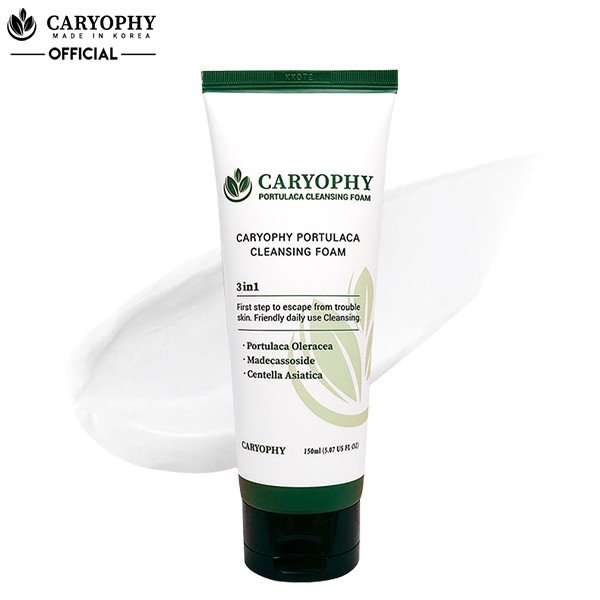 CARYOPHY
MADE IN KOREA
OFFICIAL
KK072
CARYOPHY
PORTULACA CLEANSING FOAM
CARYOPHY PORTULACA
CLEANSING FOAM
3in1
First step to escape from trouble
skin. Friendly daily use Cleansing.
· Portulaca Oleracea
· Madecassoside
· Centella Asiatica
CARYOPHY 150ml (5.07 US Fl OZ)